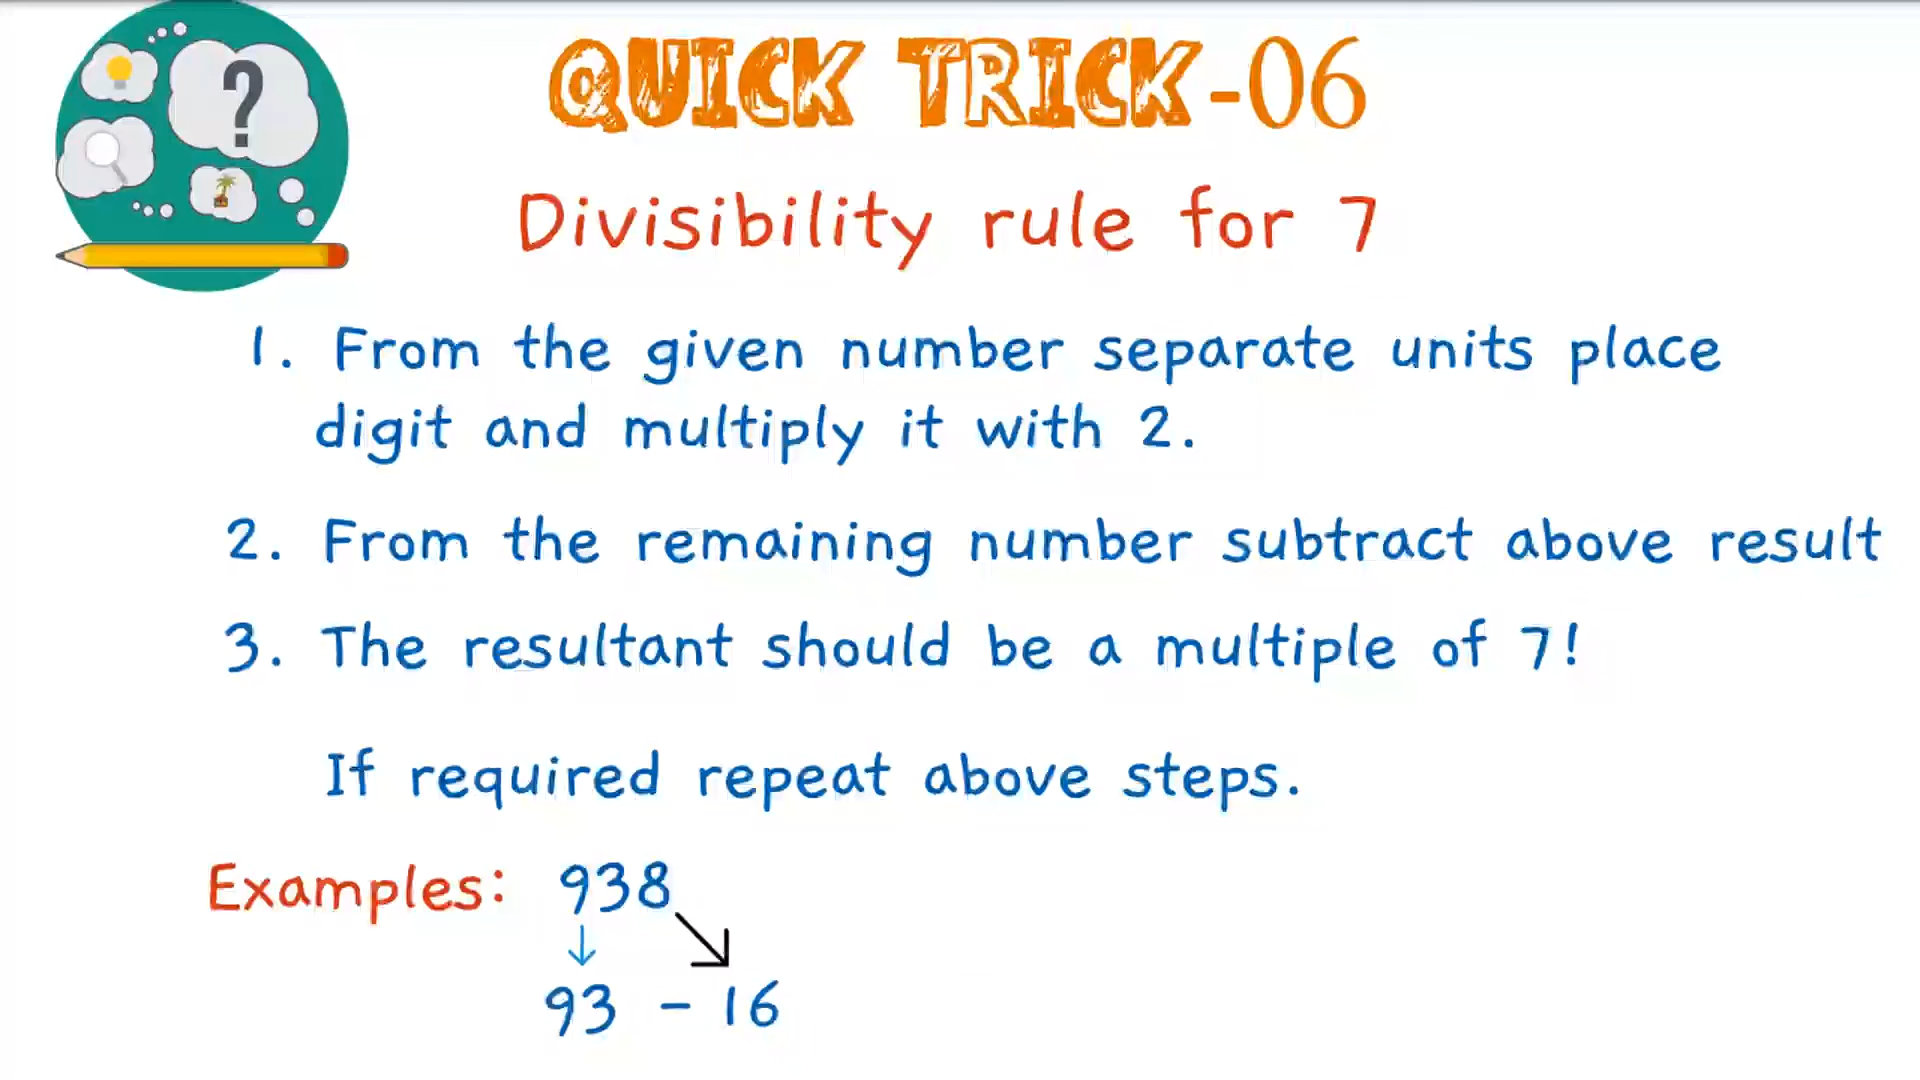 QUICK TRICK-06
Divisibility rule for 7
1. From the given number separate units place
digit and multiply it with 2.
2. From the remaining number subtract above result
3. The resultant should be a multiple of 7!
If required repeat above steps.
Examples: 938
93 - 16
?